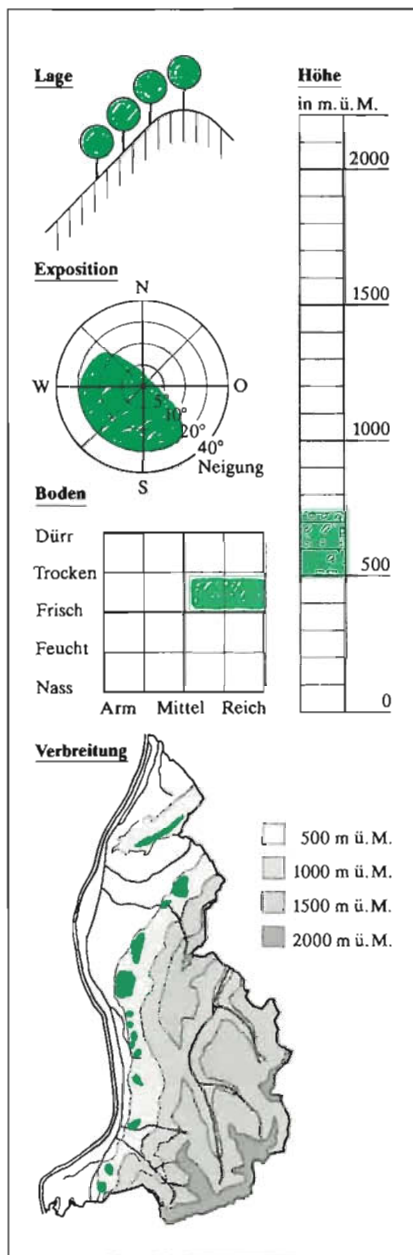 Lage
Höhe
in m. ü. M.
2000
1500
1000
500
0
Exposition
N
W
O
S
5°
10°
20°
40°
Neigung
Boden
Dürr
Trocken
Frisch
Feucht
Nass
Arm Mittel Reich
Verbreitung
500 m ü. M.
1000 m ü. M.
1500 m ü. M.
2000 m ü. M.